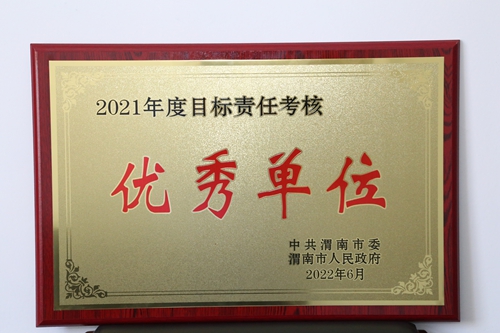 2021年度目标责任考核
优秀单位
中共渭南市委
渭南市人民政府
2022年6月